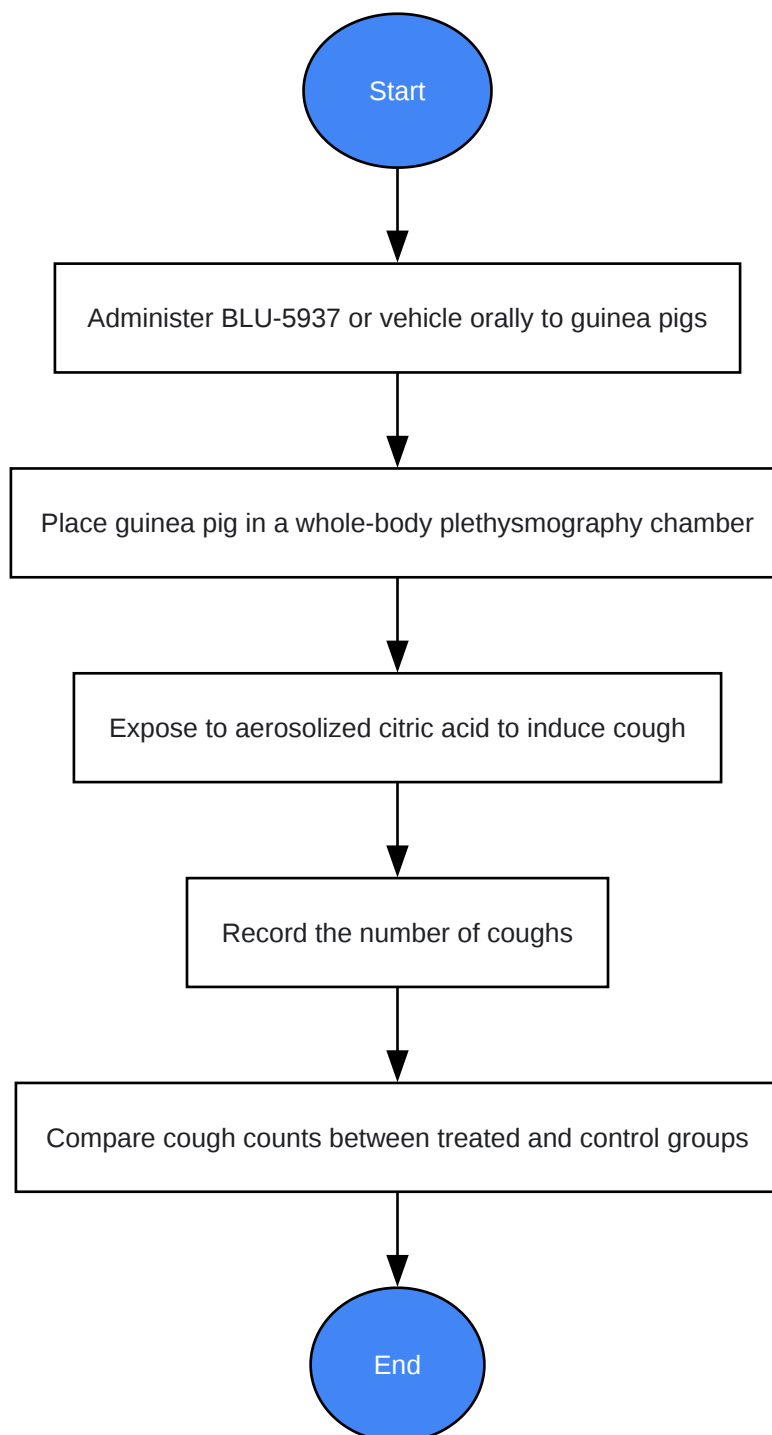 Start
Administer BLU-5937 or vehicle orally to guinea pigs
Place guinea pig in a whole-body plethysmography chamber
Expose to aerosolized citric acid to induce cough
Record the number of coughs
Compare cough counts between treated and control groups
End